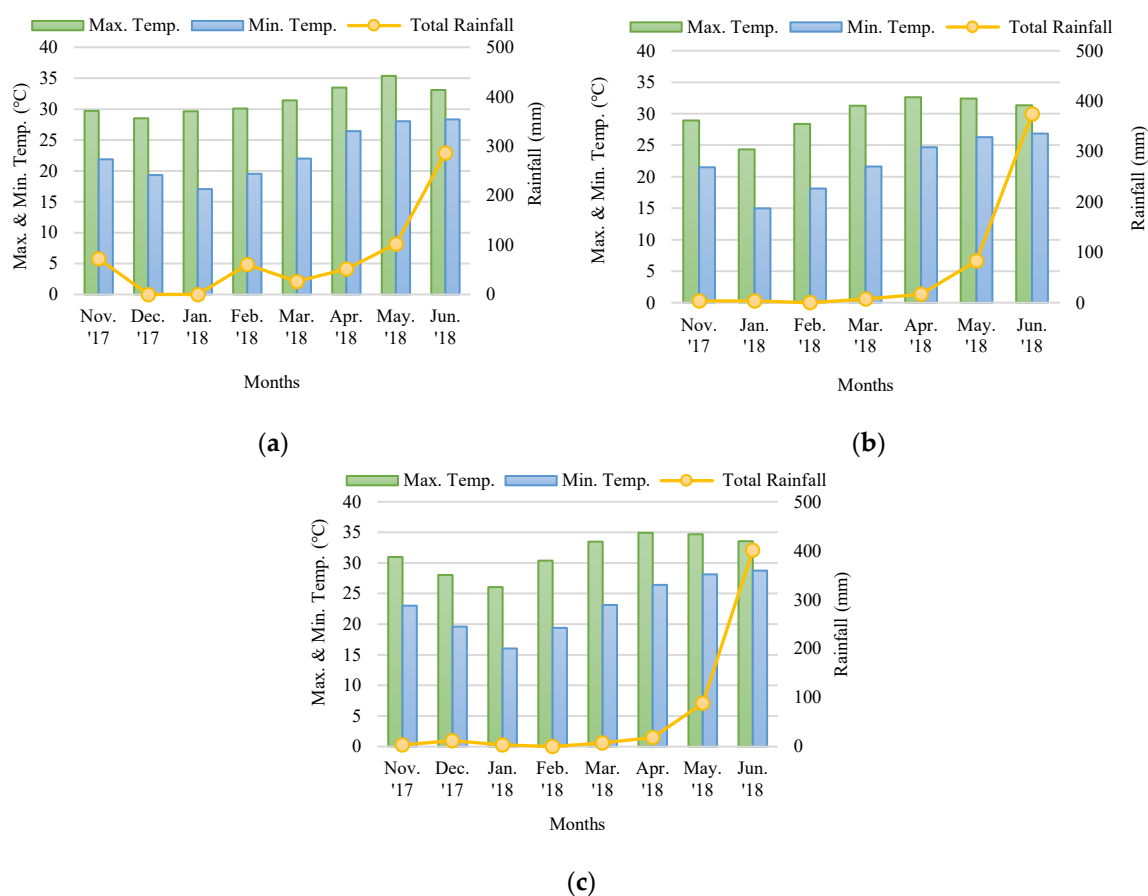 Max. Temp. Min. Temp. Total Rainfall
40
35
30
25
20
15
10
5
0
Max. & Min. Temp. (°C)
500
400
300
200
100
0
Rainfall (mm)
Nov. Dec. Jan. Feb. Mar. Apr. May. Jun.
'17 '17 '18 '18 '18 '18 '18 '18
Months
(a)
Max. Temp. Min. Temp. Total Rainfall
40
35
30
25
20
15
10
5
0
Max. & Min. Temp. (°C)
500
400
300
200
100
0
Rainfall (mm)
Nov. Jan. Feb. Mar. Apr. May. Jun.
'17 '18 '18 '18 '18 '18 '18
Months
(b)
Max. Temp. Min. Temp. Total Rainfall
40
35
30
25
20
15
10
5
0
Max. & Min. Temp. (°C)
500
400
300
200
100
0
Rainfall (mm)
Nov. Dec. Jan. Feb. Mar. Apr. May. Jun.
'17 '17 '18 '18 '18 '18 '18 '18
Months
(c)